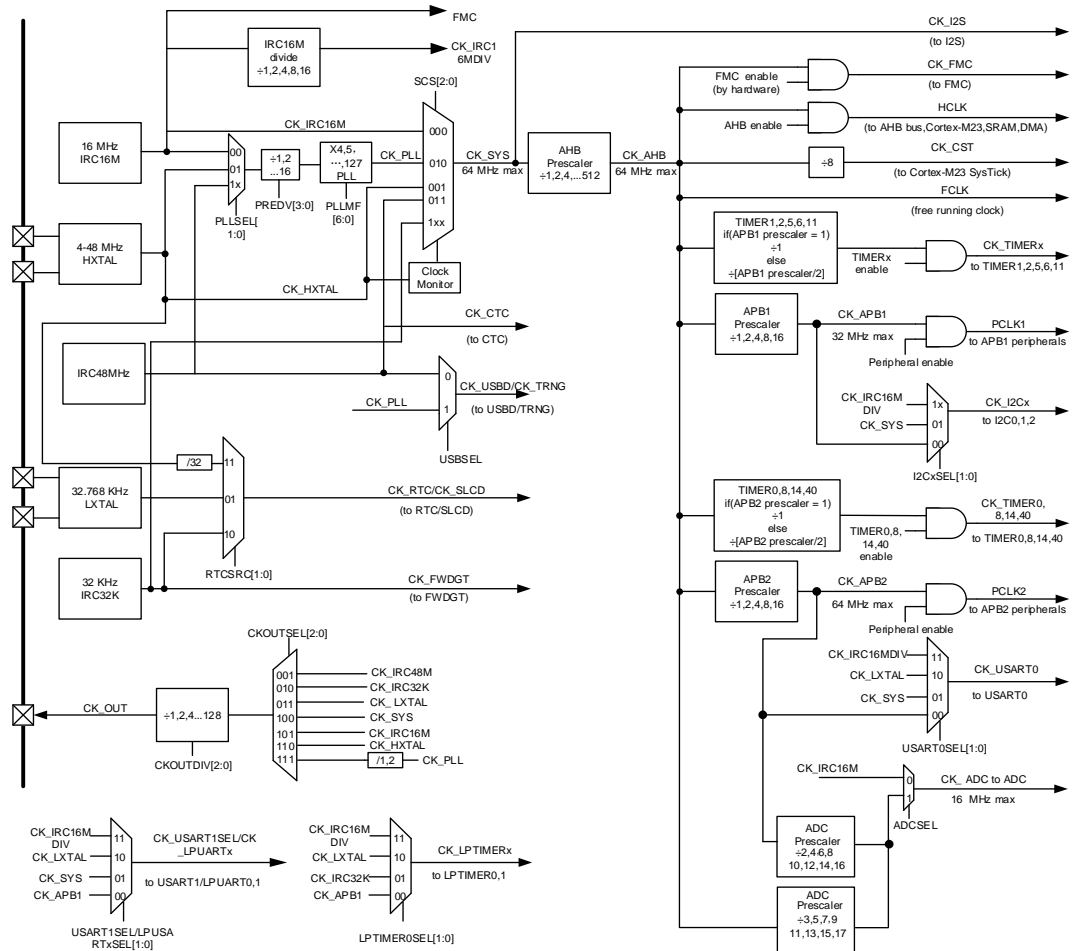 FMC
IRC16M
divide
÷1,2,4,8,16
CK_IRC1
6MDIV
SCS[2:0]
16 MHz
IRC16M
CK_IRC16M
00
01
1x
PLLSEL[
1:0]
÷1,2
...16
PREDV[3:0]
X4,5,
…,127
PLL
PLLMF
[6:0]
CK_PLL
000
010
001
011
1xx
CK_SYS
64 MHz max
Clock
Monitor
4-48 MHz
HXTAL
CK_HXTAL
CK_CTC
(to CTC)
IRC48MHz
CK_PLL
0
1
CK_USBD/CK_TRNG
(to USBD/TRNG)
USBSEL
/32
11
01
10
32.768 KHz
LXTAL
CK_RTC/CK_SLCD
(to RTC/SLCD)
RTCSRC[1:0]
32 KHz
IRC32K
CK_FWDGT
(to FWDGT)
CKOUTSEL[2:0]
CK_OUT
÷1,2,4...128
CKOUTDIV[2:0]
001
010
011
100
101
110
111
CK_IRC48M
CK_IRC32K
CK_ LXTAL
CK_SYS
CK_IRC16M
CK_HXTAL
/1,2
CK_PLL
CK_IRC16M
DIV
CK_LXTAL
CK_SYS
CK_APB1
11
10
01
00
CK_USART1SEL/CK
_LPUARTx
to USART1/LPUART0,1
USART1SEL/LPUSA
RTxSEL[1:0]
CK_IRC16M
DIV
CK_LXTAL
CK_IRC32K
CK_APB1
11
10
01
00
CK_LPTIMERx
to LPTIMER0,1
LPTIMER0SEL[1:0]
CK_I2S
(to I2S)
FMC enable
(by hardware)
CK_FMC
(to FMC)
AHB enable
HCLK
(to AHB bus,Cortex-M23,SRAM,DMA)
AHB
Prescaler
÷1,2,4,...512
CK_AHB
64 MHz max
÷8
CK_CST
(to Cortex-M23 SysTick)
FCLK
(free running clock)
TIMER1,2,5,6,11
if(APB1 prescaler = 1)
÷1
else
÷[APB1 prescaler/2]
TIMERx
enable
CK_TIMERx
to TIMER1,2,5,6,11
APB1
Prescaler
÷1,2,4,8,16
CK_APB1
32 MHz max
Peripheral enable
PCLK1
to APB1 peripherals
CK_IRC16M
DIV
CK_SYS
1x
01
00
CK_I2Cx
to I2C0,1,2
I2CxSEL[1:0]
TIMER0,8,14,40
if(APB2 prescaler = 1)
÷1
else
÷[APB2 prescaler/2]
TIMER0,8,
14,40
enable
CK_TIMER0,
8,14,40
to TIMER0,8,14,40
APB2
Prescaler
÷1,2,4,8,16
CK_APB2
64 MHz max
Peripheral enable
PCLK2
to APB2 peripherals
CK_IRC16MDIV
CK_LXTAL
CK_SYS
11
10
01
00
CK_USART0
to USART0
USART0SEL[1:0]
CK_IRC16M
0
1
CK_ ADC to ADC
16 MHz max
ADCSEL
ADC
Prescaler
÷2,4,6,8
10,12,14,16
ADC
Prescaler
÷3,5,7,9
11,13,15,17